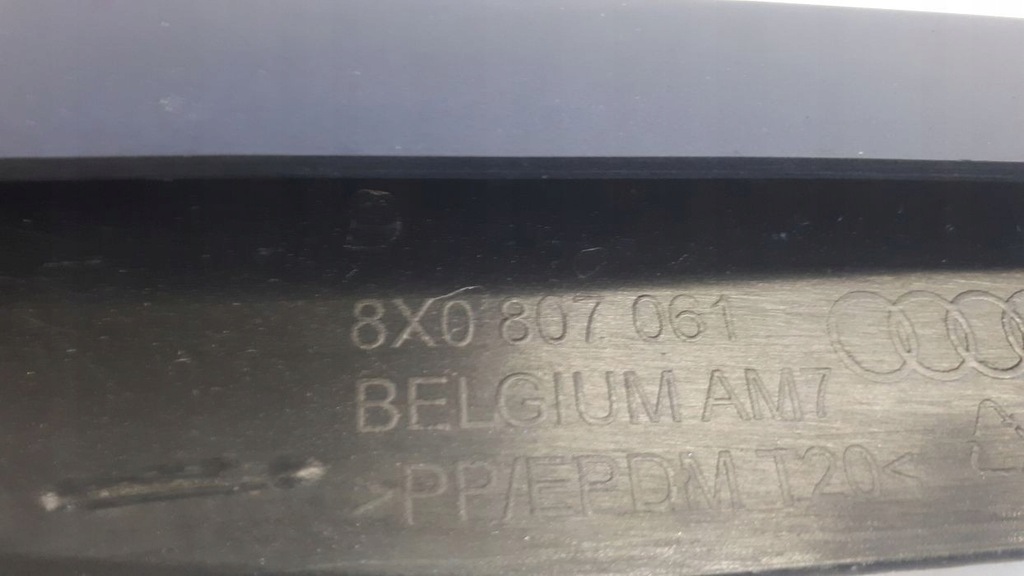 8X0 807 061
BELGIUM AM7
>PP/EPDM T20<